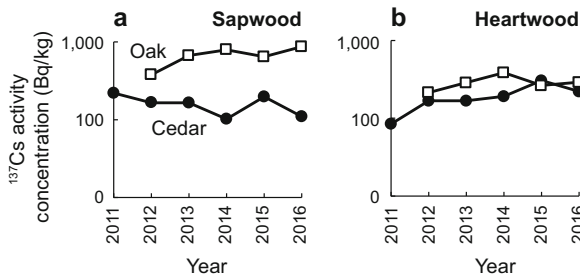 a Sapwood
b Heartwood
¹³⁷Cs activity
concentration (Bq/kg)
1,000
100
0
Oak
Cedar
2011
2012
2013
2014
2015
2016
Year
1,000
100
0
2011
2012
2013
2014
2015
2016
Year